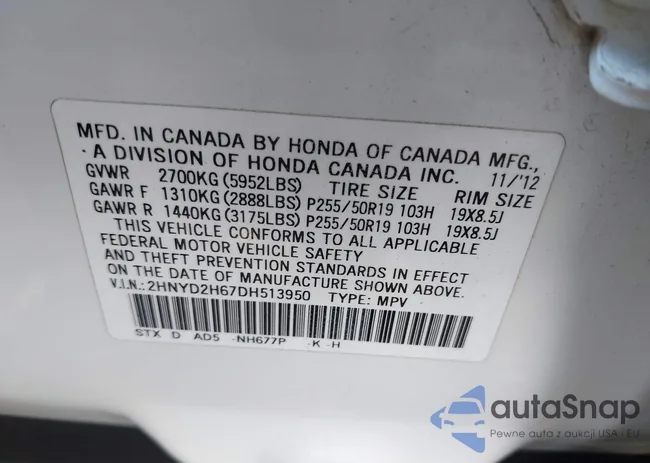 MFD. IN CANADA BY HONDA OF CANADA MFG.,
A DIVISION OF HONDA CANADA INC. 11/'12
GVWR 2700KG (5952LBS) TIRE SIZE RIM SIZE
GAWR F 1310KG (2888LBS) P255/50R19 103H 19X8.5J
GAWR R 1440KG (3175LBS) P255/50R19 103H 19X8.5J
THIS VEHICLE CONFORMS TO ALL APPLICABLE
FEDERAL MOTOR VEHICLE SAFETY
AND THEFT PREVENTION STANDARDS IN EFFECT
ON THE DATE OF MANUFACTURE SHOWN ABOVE.
V.I.N.: 2HNYD2H67DH513950 TYPE: MPV
STX D AD5 -NH677P -K -H
autaSnap
Pewne auta z aukcji USA i EU